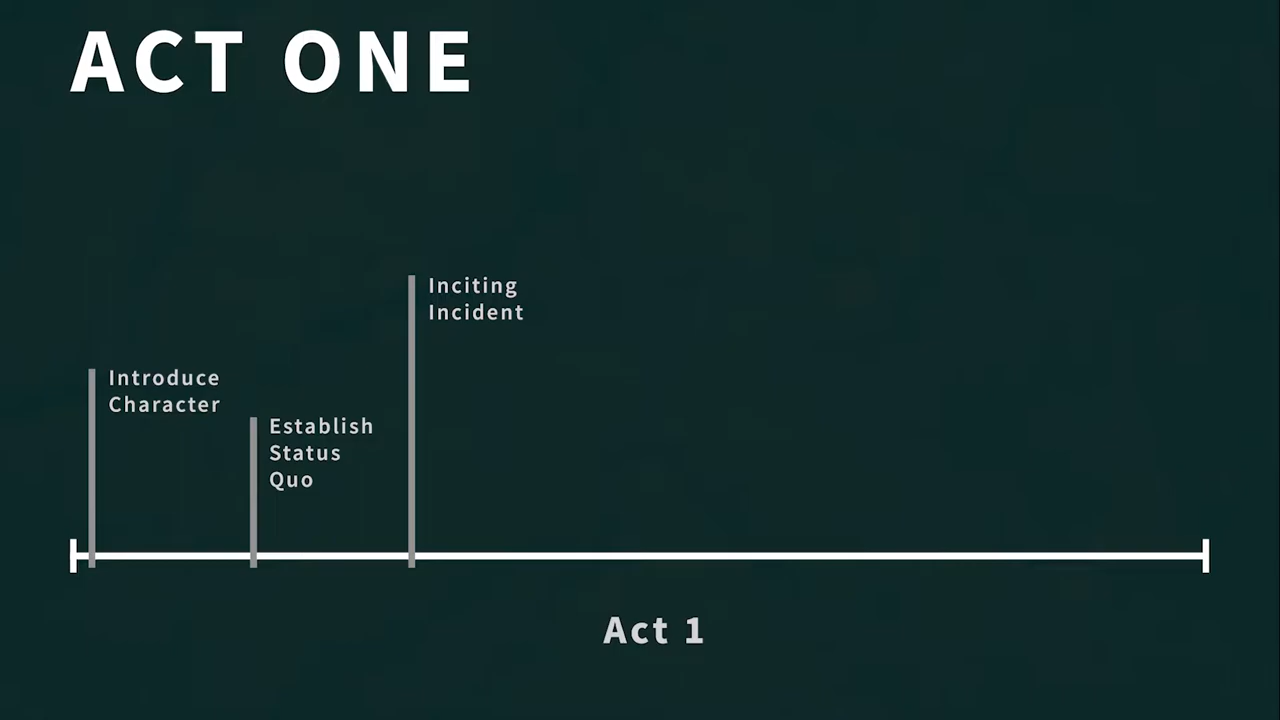 ACT ONE
Inciting
Incident
Introduce
Character
Establish
Status
Quo
Act 1